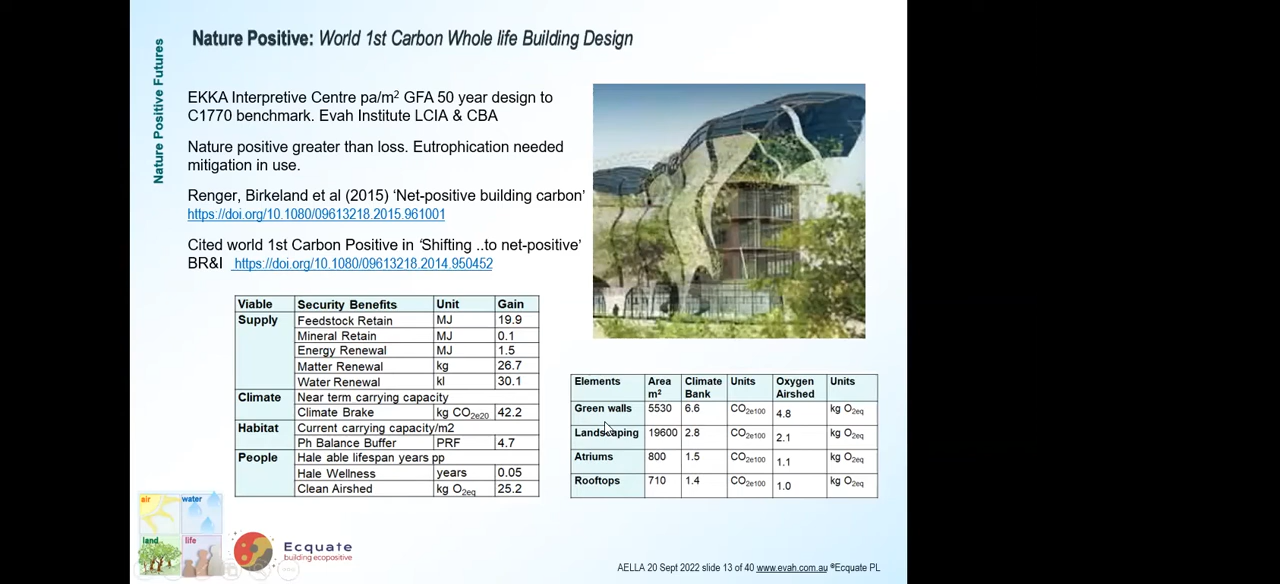 Nature Positive: World 1st Carbon Whole life Building Design
Nature Positive Futures
EKKA Interpretive Centre pa/m² GFA 50 year design to
C1770 benchmark. Evah Institute LCIA & CBA
Nature positive greater than loss. Eutrophication needed
mitigation in use.
Renger, Birkeland et al (2015) ‘Net-positive building carbon’
https://doi.org/10.1080/09613218.2015.961001
Cited world 1st Carbon Positive in ‘Shifting ..to net-positive’
BR&I https://doi.org/10.1080/09613218.2014.950452
Viable Security Benefits Unit Gain
Supply Feedstock Retain MJ 19.9
Mineral Retain MJ 0.1
Energy Renewal MJ 1.5
Matter Renewal kg 26.7
Water Renewal kl 30.1
Climate Near term carrying capacity
Climate Brake kg CO2e20 42.2
Habitat Current carrying capacity/m2
Ph Balance Buffer PRF 4.7
People Hale able lifespan years pp
Hale Wellness years 0.05
Clean Airshed kg O2eq 25.2
Elements Area m² Climate Bank Units Oxygen Airshed Units
Green walls 5530 6.6 CO2e100 4.8 kg O2eq
Landscaping 19600 2.8 CO2e100 2.1 kg O2eq
Atriums 800 1.5 CO2e100 1.1 kg O2eq
Rooftops 710 1.4 CO2e100 1.0 kg O2eq
air water
land life
Ecquate
building ecopositive
AELLA 20 Sept 2022 slide 13 of 40 www.evah.com.au ®Ecquate PL